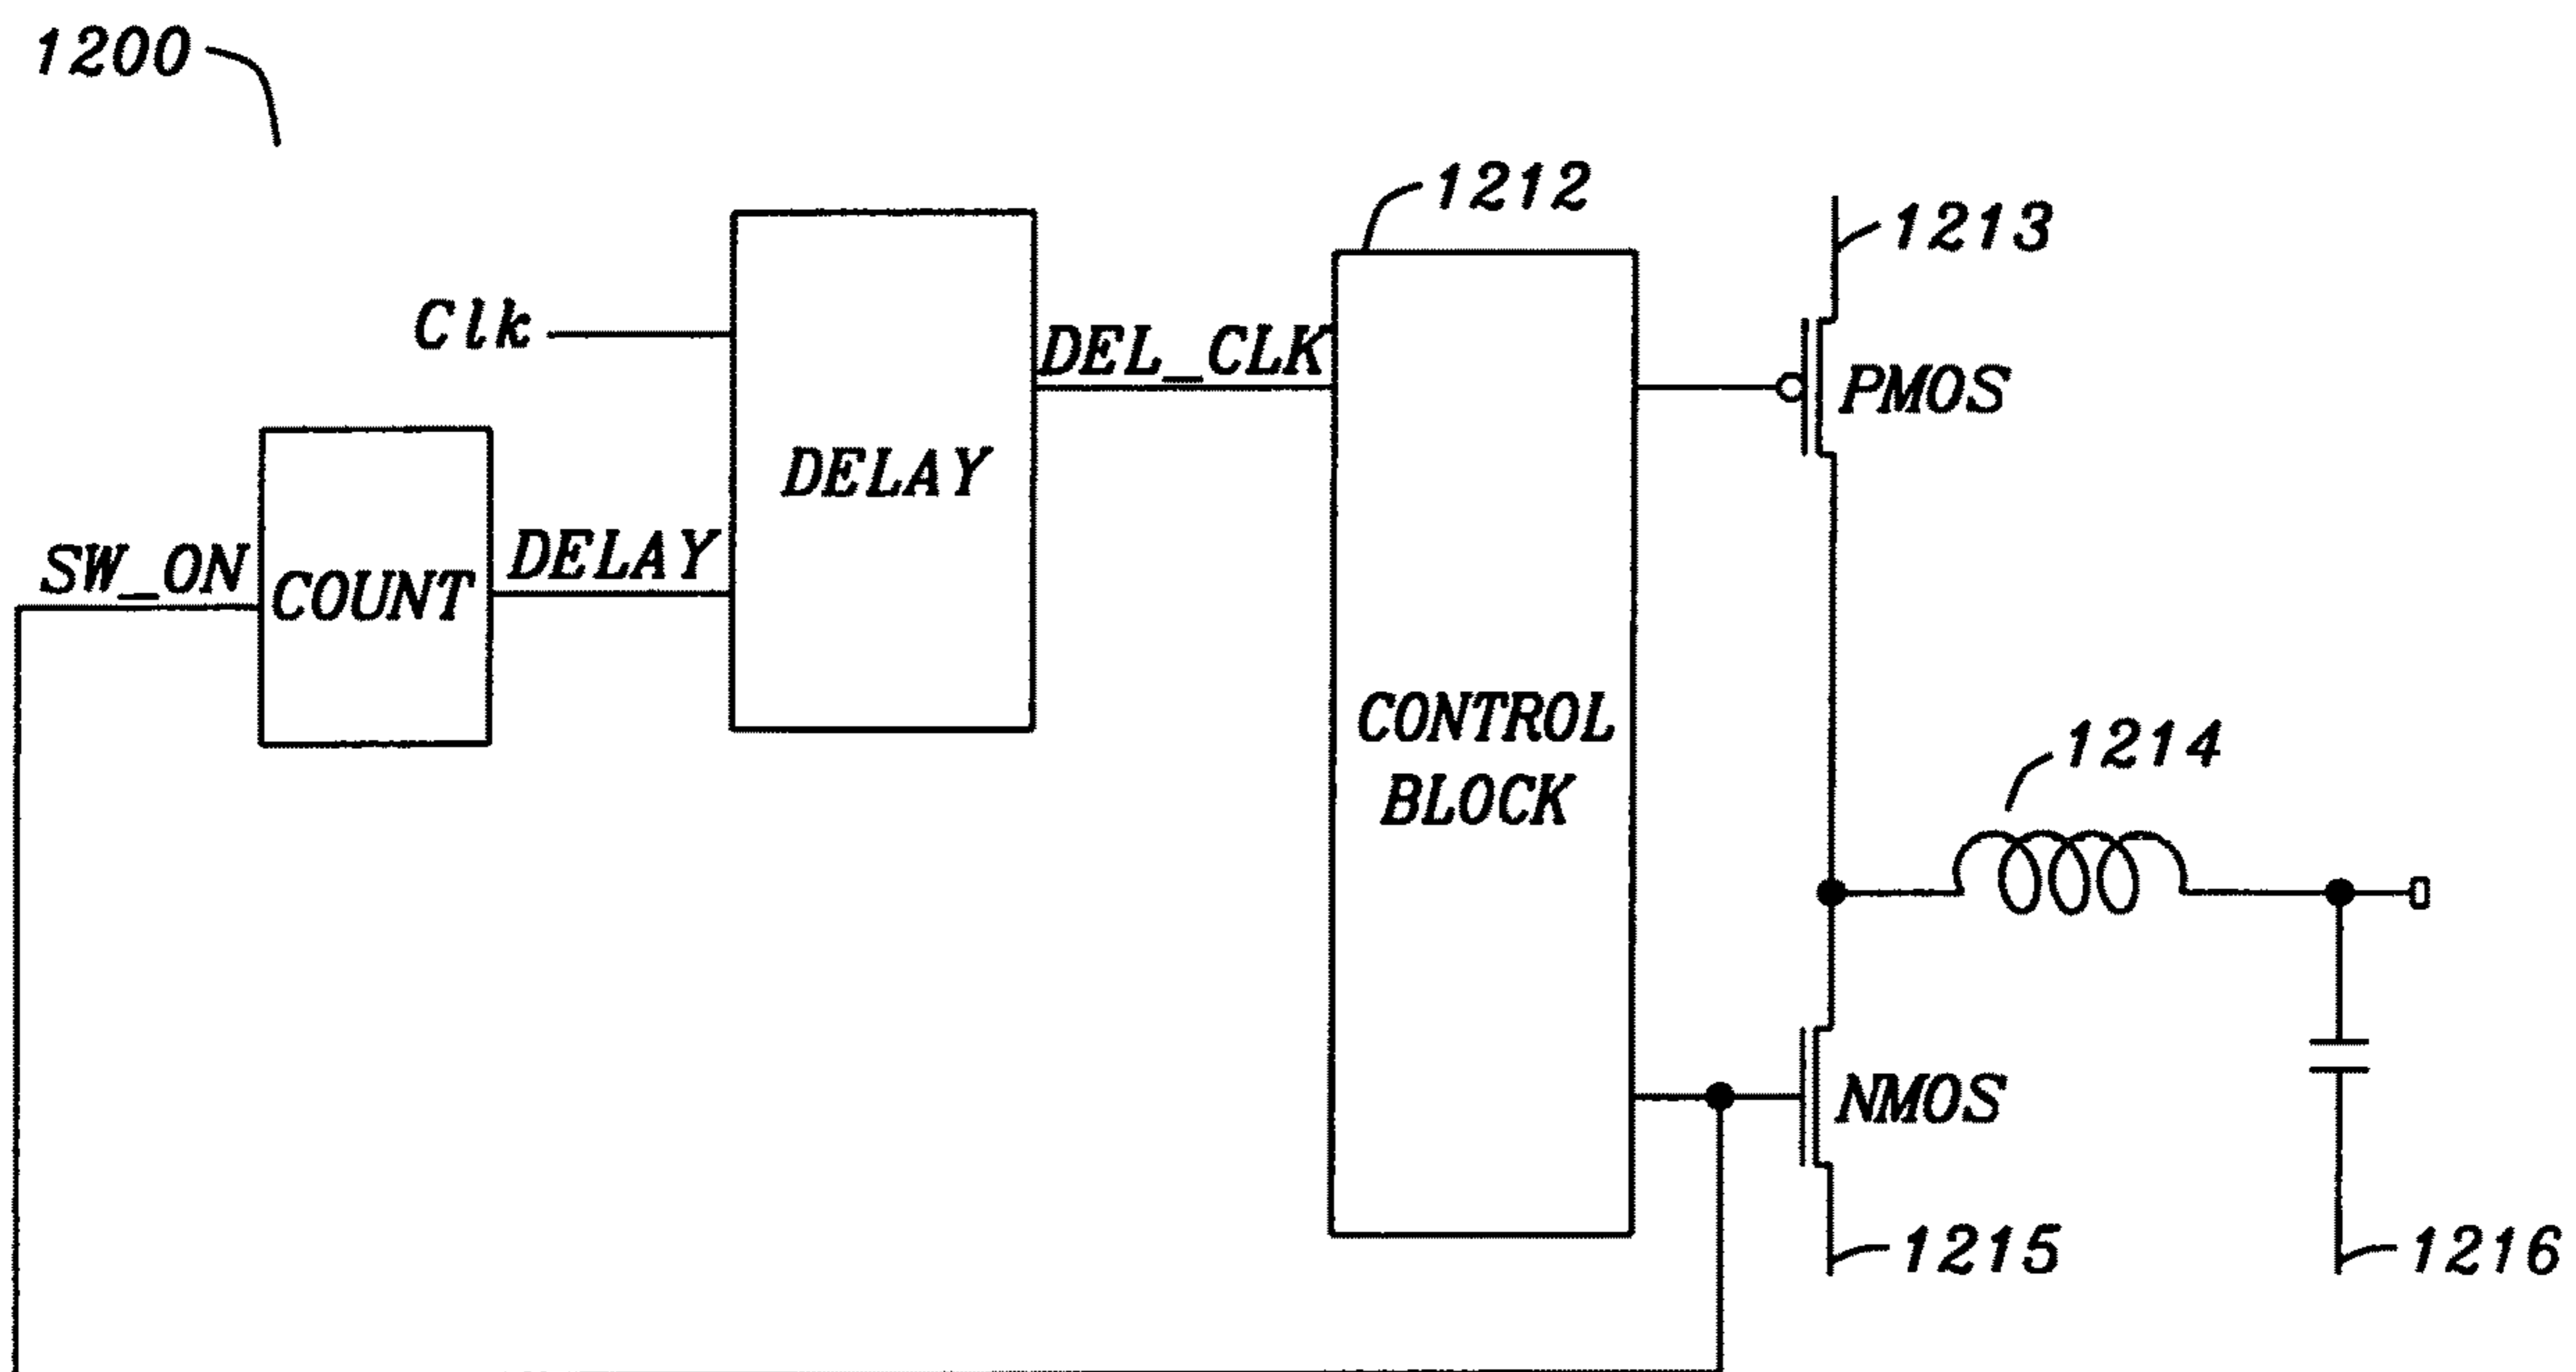 1200
1212
1213
Clk
DEL_CLK
PMOS
DELAY
SW_ON
COUNT
DELAY
CONTROL
BLOCK
1214
NMOS
1215
1216